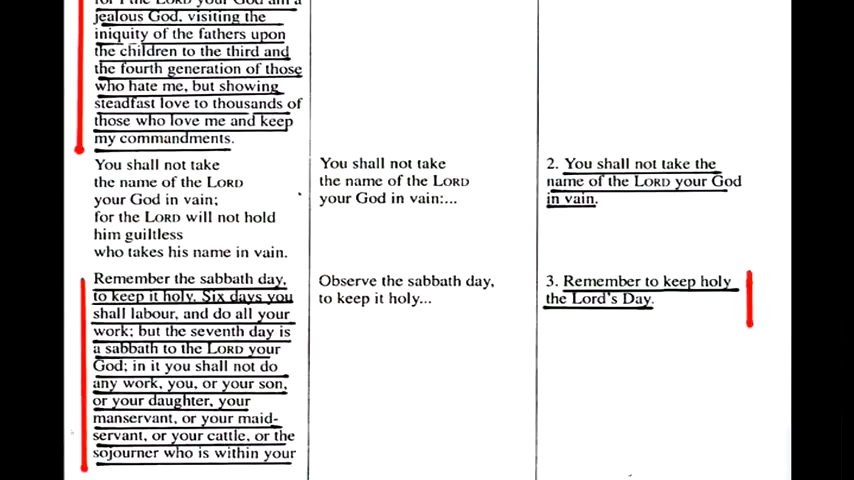 for I the LORD your God am a
jealous God, visiting the
iniquity of the fathers upon
the children to the third and
the fourth generation of those
who hate me, but showing
steadfast love to thousands of
those who love me and keep
my commandments.
You shall not take
the name of the LORD
your God in vain;
for the LORD will not hold
him guiltless
who takes his name in vain.
Remember the sabbath day,
to keep it holy. Six days you
shall labour, and do all your
work; but the seventh day is
a sabbath to the LORD your
God; in it you shall not do
any work, you, or your son,
or your daughter, your
manservant, or your maid-
servant, or your cattle, or the
sojourner who is within your
You shall not take
the name of the LORD
your God in vain:...
Observe the sabbath day,
to keep it holy...
2. You shall not take the
name of the LORD your God
in vain.
3. Remember to keep holy
the Lord's Day.